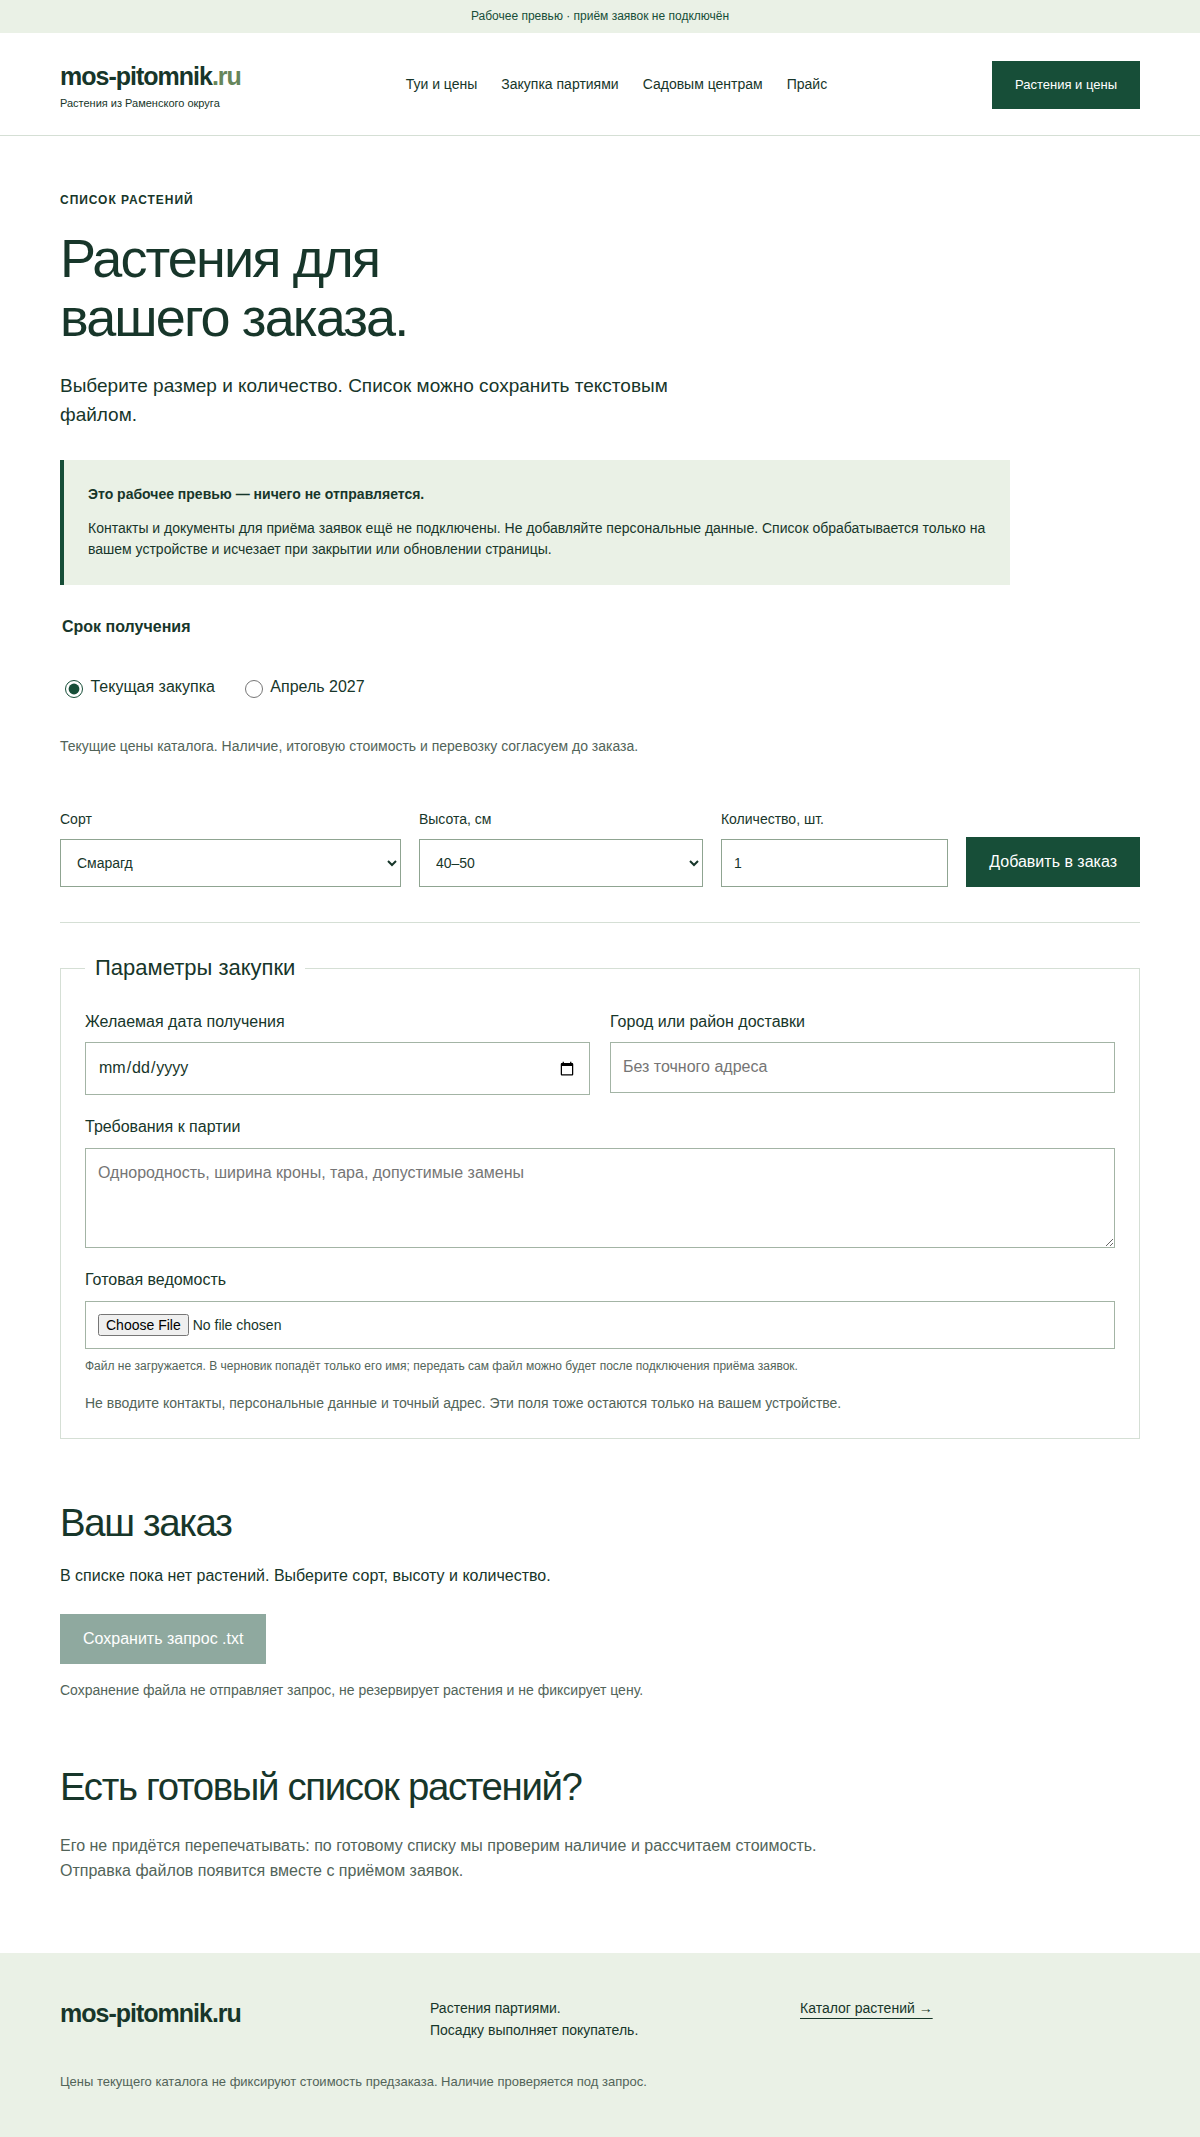 Рабочее превью · приём заявок не подключён
mos-pitomnik.ru
Растения из Раменского округа
Туи и цены
Закупка партиями
Садовым центрам
Прайс
Растения и цены
СПИСОК РАСТЕНИЙ
Растения для
вашего заказа.
Выберите размер и количество. Список можно сохранить текстовым
файлом.
Это рабочее превью — ничего не отправляется.
Контакты и документы для приёма заявок ещё не подключены. Не добавляйте персональные данные. Список обрабатывается только на
вашем устройстве и исчезает при закрытии или обновлении страницы.
Срок получения
Текущая закупка
Апрель 2027
Текущие цены каталога. Наличие, итоговую стоимость и перевозку согласуем до заказа.
Сорт
Высота, см
Количество, шт.
Смарагд
40–50
1
Добавить в заказ
Параметры закупки
Желаемая дата получения
Город или район доставки
mm/dd/yyyy
Без точного адреса
Требования к партии
Однородность, ширина кроны, тара, допустимые замены
Готовая ведомость
Choose File No file chosen
Файл не загружается. В черновик попадёт только его имя; передать сам файл можно будет после подключения приёма заявок.
Не вводите контакты, персональные данные и точный адрес. Эти поля тоже остаются только на вашем устройстве.
Ваш заказ
В списке пока нет растений. Выберите сорт, высоту и количество.
Сохранить запрос .txt
Сохранение файла не отправляет запрос, не резервирует растения и не фиксирует цену.
Есть готовый список растений?
Его не придётся перепечатывать: по готовому списку мы проверим наличие и рассчитаем стоимость.
Отправка файлов появится вместе с приёмом заявок.
mos-pitomnik.ru
Растения партиями.
Посадку выполняет покупатель.
Каталог растений →
Цены текущего каталога не фиксируют стоимость предзаказа. Наличие проверяется под запрос.